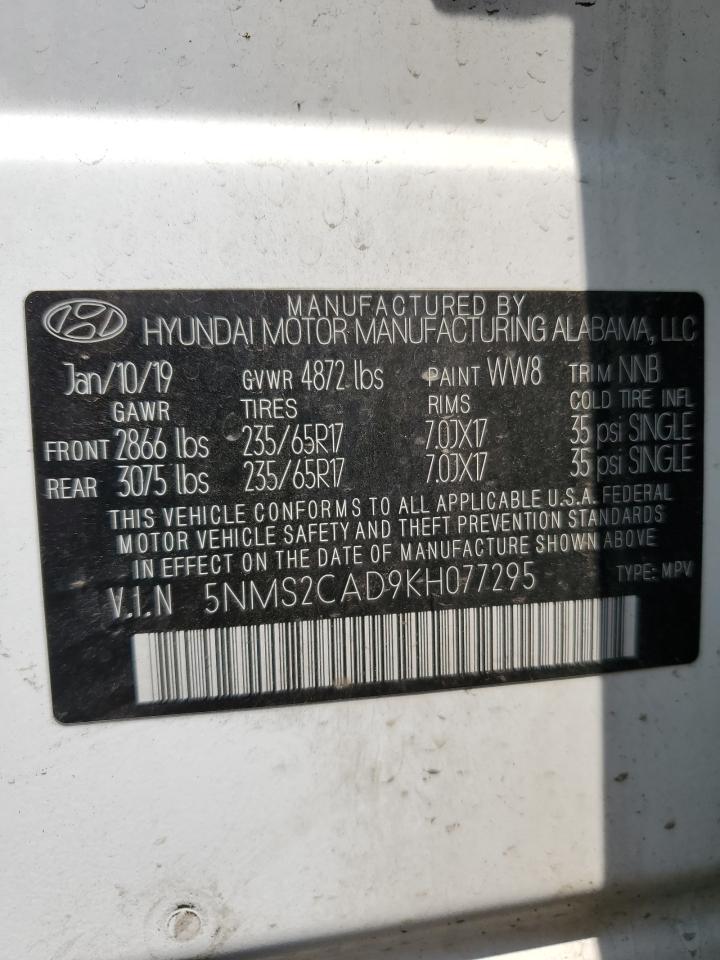 MANUFACTURED BY
HYUNDAI MOTOR MANUFACTURING ALABAMA, LLC
Jan/10/19 GVWR 4872 lbs PAINT WW8 TRIM NNB
GAWR TIRES RIMS COLD TIRE INFL
FRONT 2866 lbs 235/65R17 7.0JX17 35 psi SINGLE
REAR 3075 lbs 235/65R17 7.0JX17 35 psi SINGLE
THIS VEHICLE CONFORMS TO ALL APPLICABLE U.S.A. FEDERAL
MOTOR VEHICLE SAFETY AND THEFT PREVENTION STANDARDS
IN EFFECT ON THE DATE OF MANUFACTURE SHOWN ABOVE
V.I.N 5NMS2CAD9KH077295 TYPE: MPV